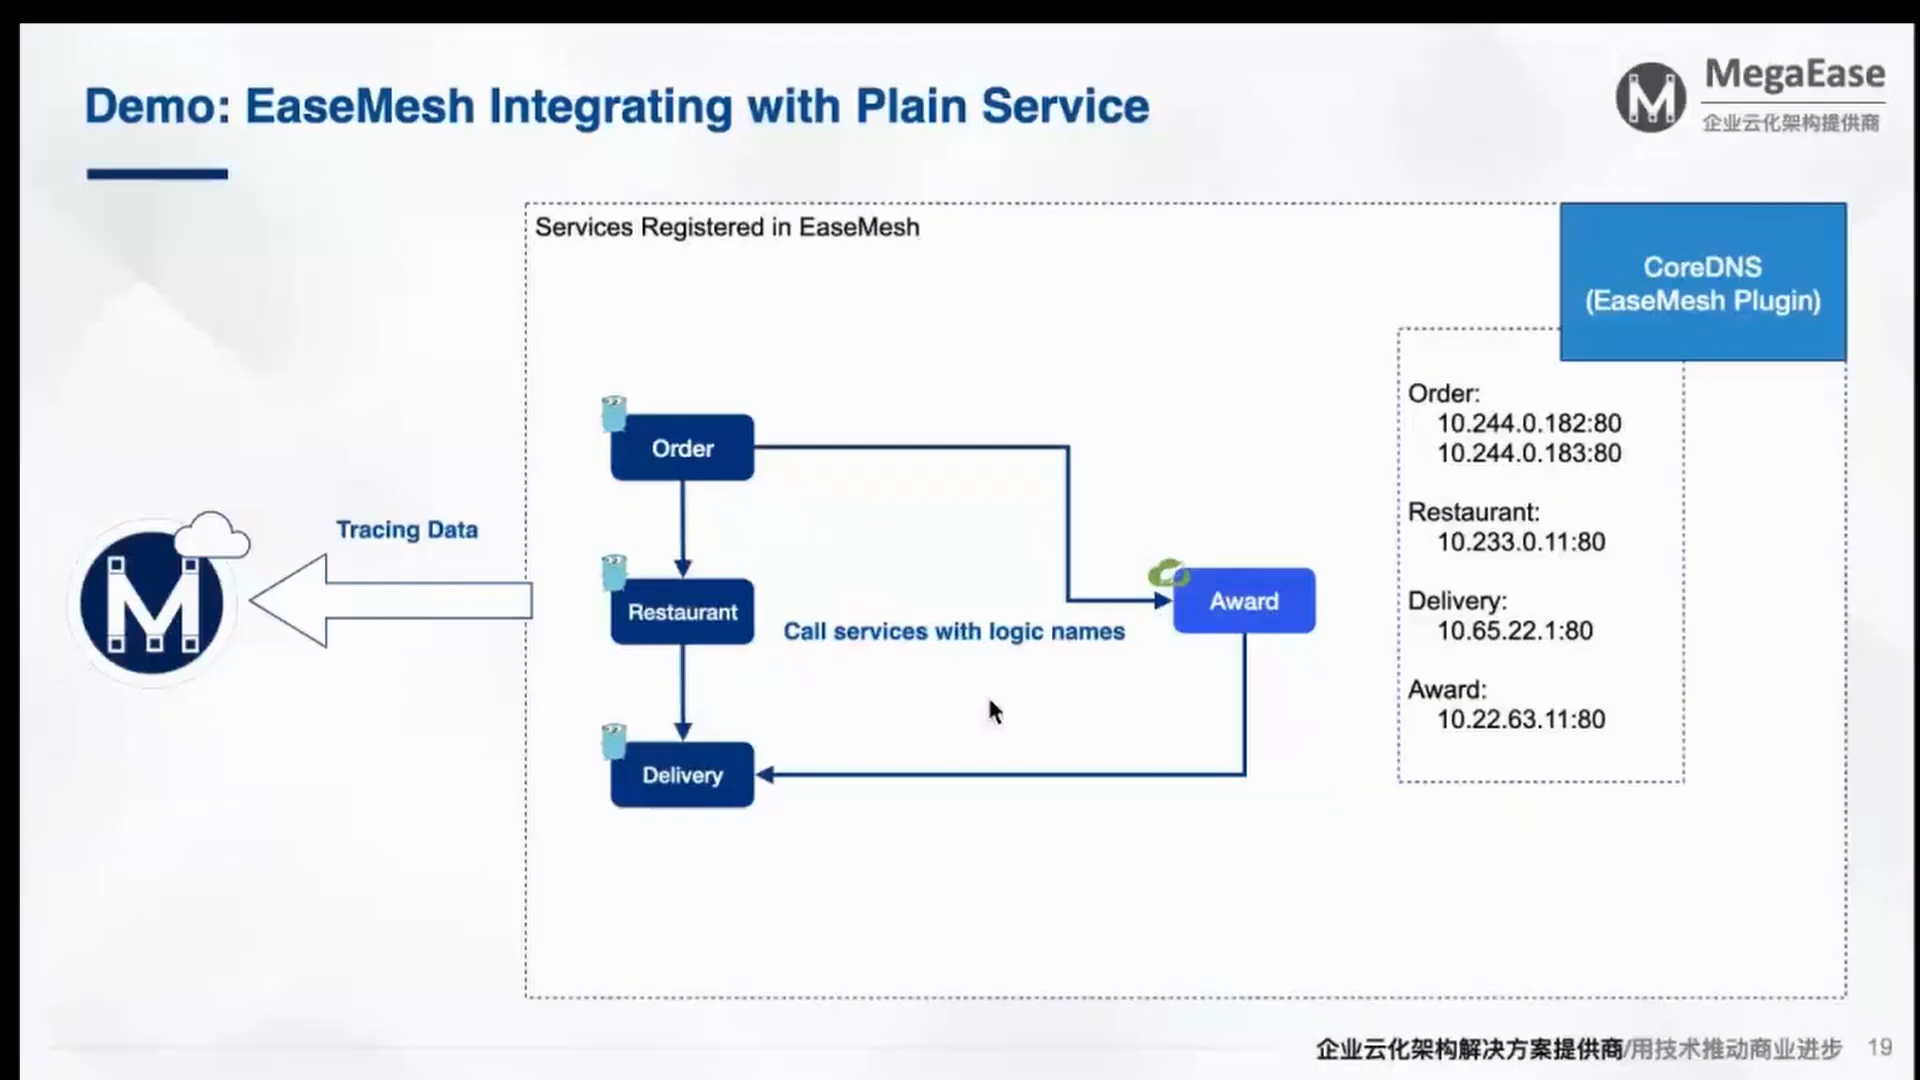 Demo: EaseMesh Integrating with Plain Service
MegaEase
企业云化架构提供商
Services Registered in EaseMesh
CoreDNS
(EaseMesh Plugin)
Order
Restaurant
Delivery
Award
Tracing Data
Call services with logic names
Order:
10.244.0.182:80
10.244.0.183:80
Restaurant:
10.233.0.11:80
Delivery:
10.65.22.1:80
Award:
10.22.63.11:80
企业云化架构解决方案提供商/用技术推动商业进步 19